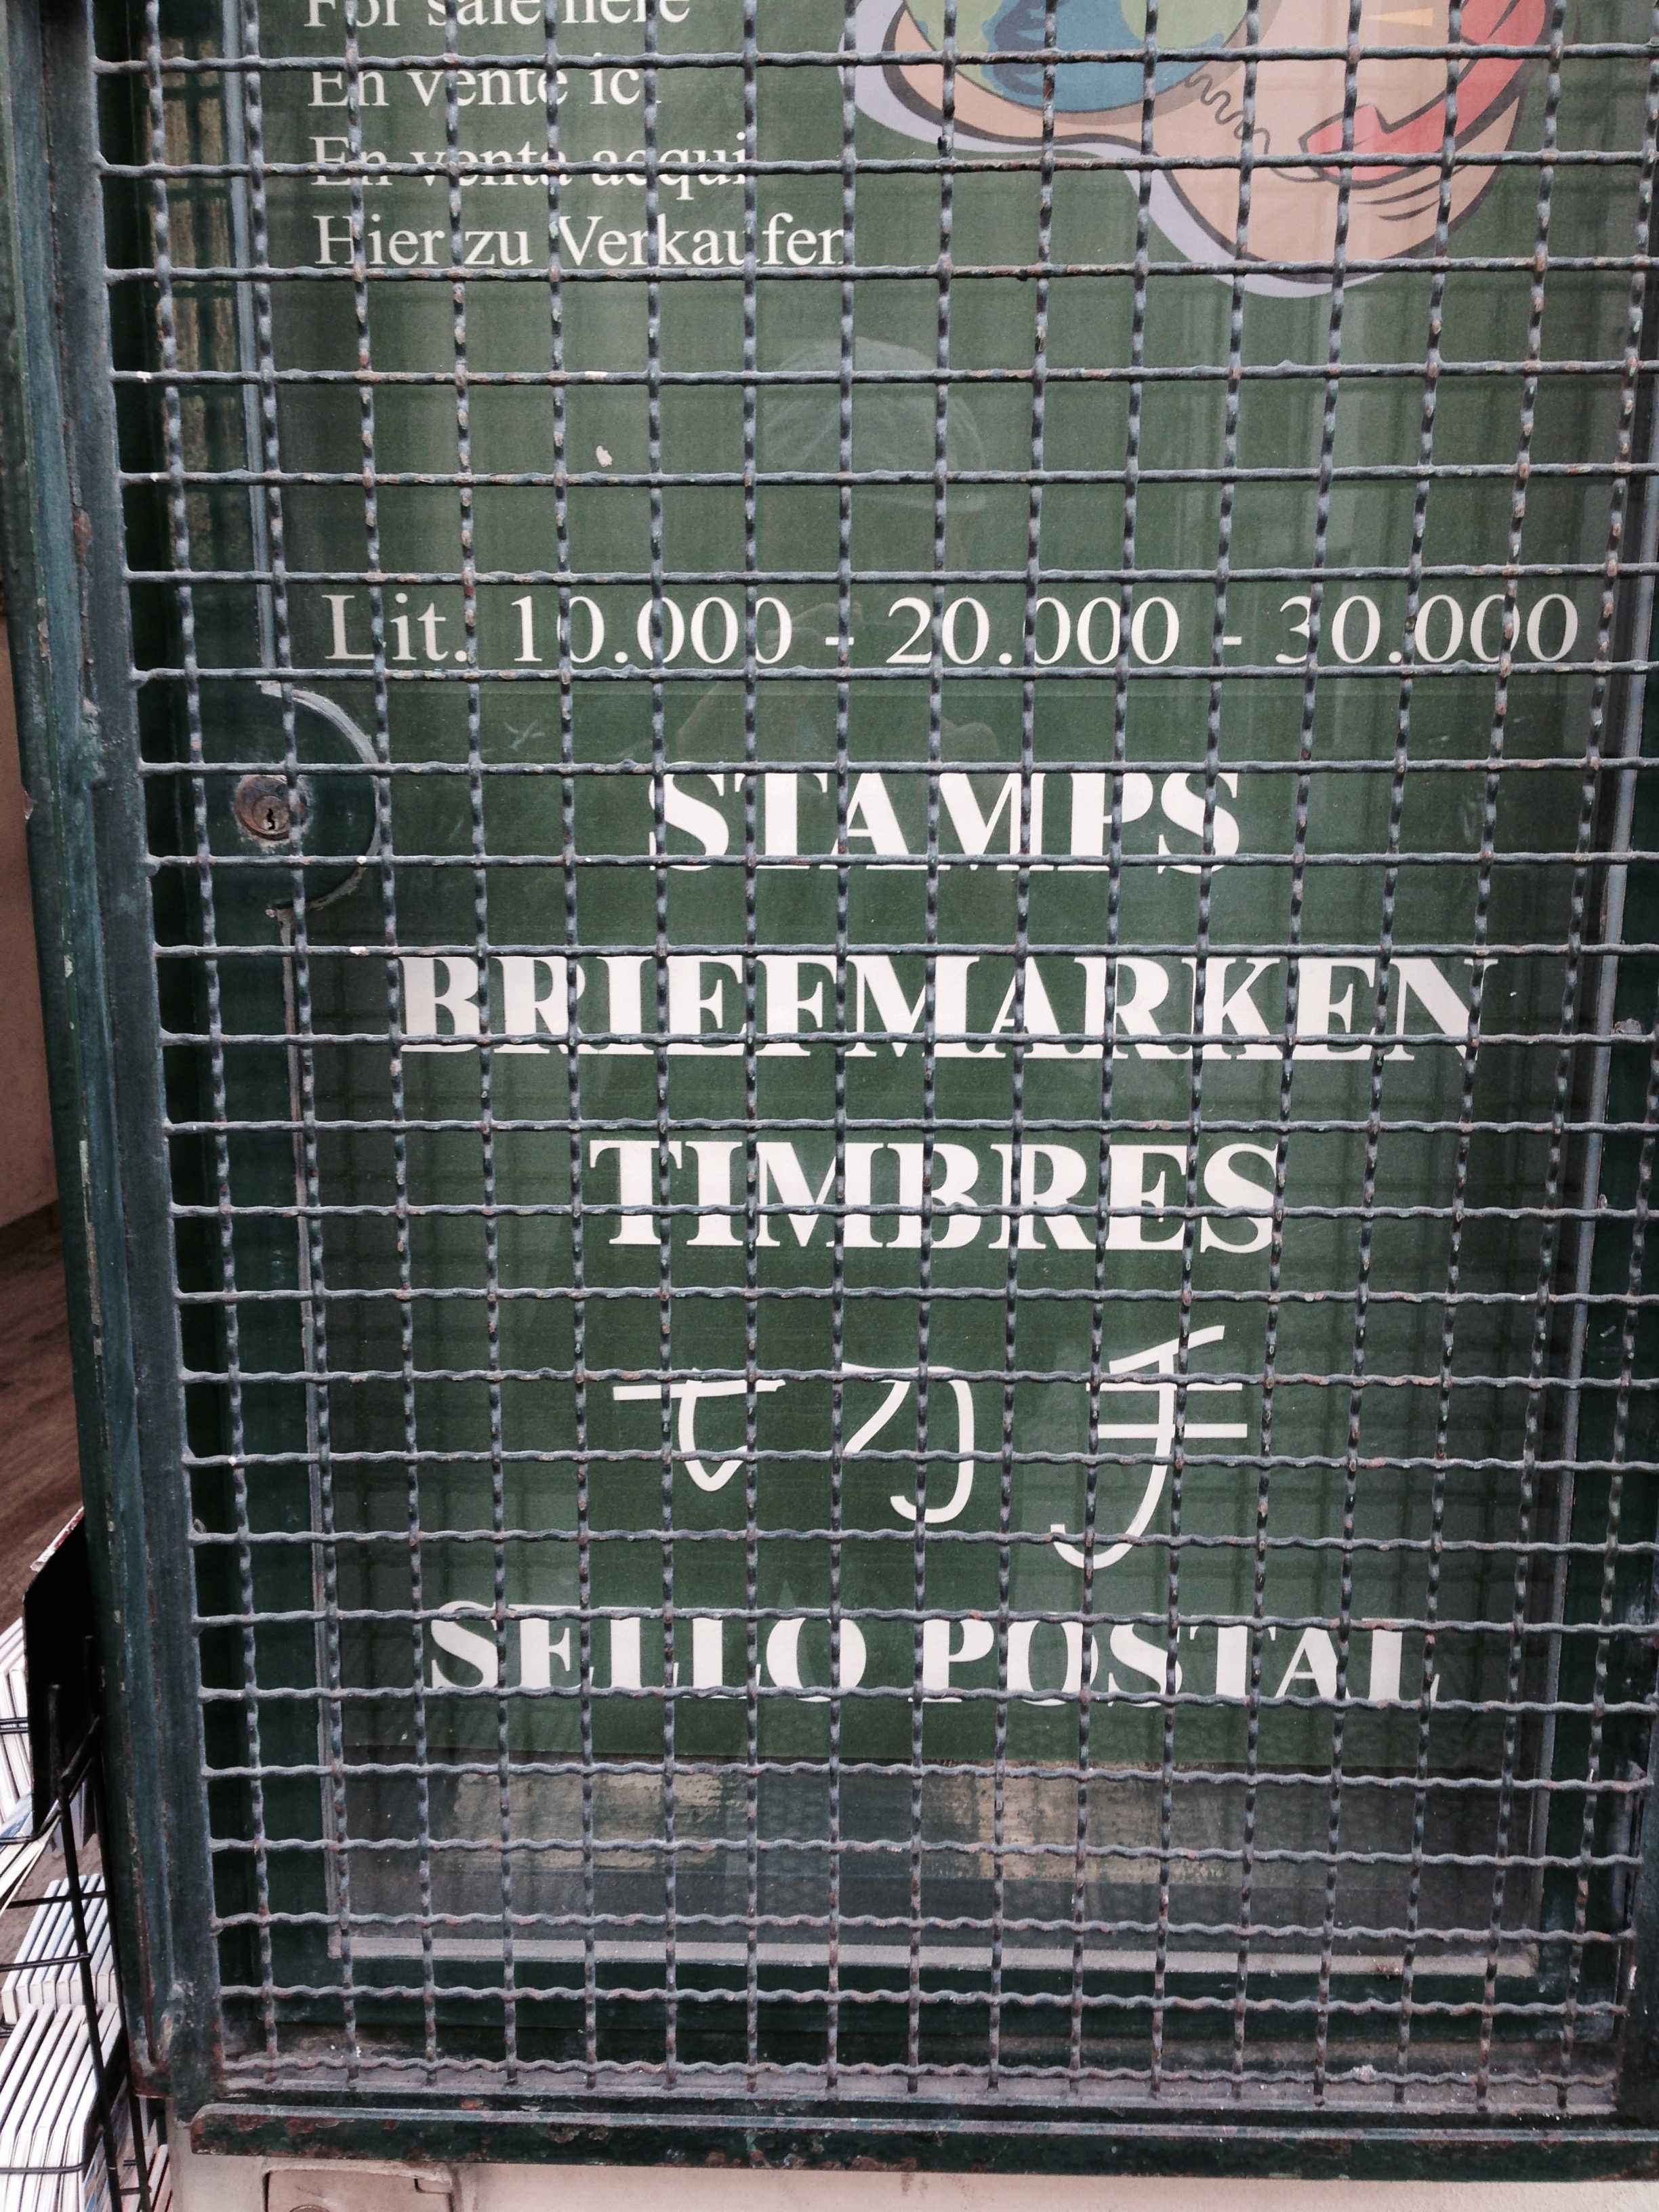 For sale here
En vente ici
En venta acqui
Hier zu Verkaufen
Lit. 10.000 - 20.000 - 30.000
STAMPS
BRIEFMARKEN
TIMBRES
切手
SELLO POSTAL